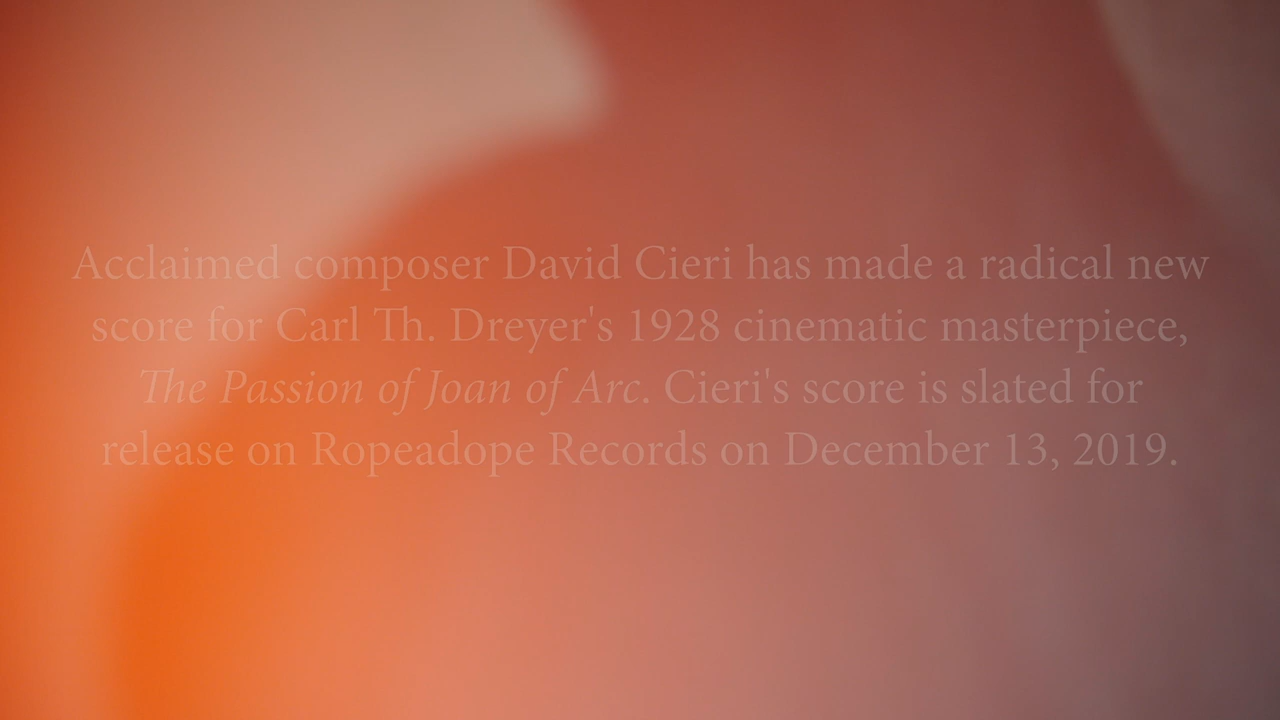 Acclaimed composer David Cieri has made a radical new
score for Carl Th. Dreyer's 1928 cinematic masterpiece,
The Passion of Joan of Arc. Cieri's score is slated for
release on Ropeadope Records on December 13, 2019.